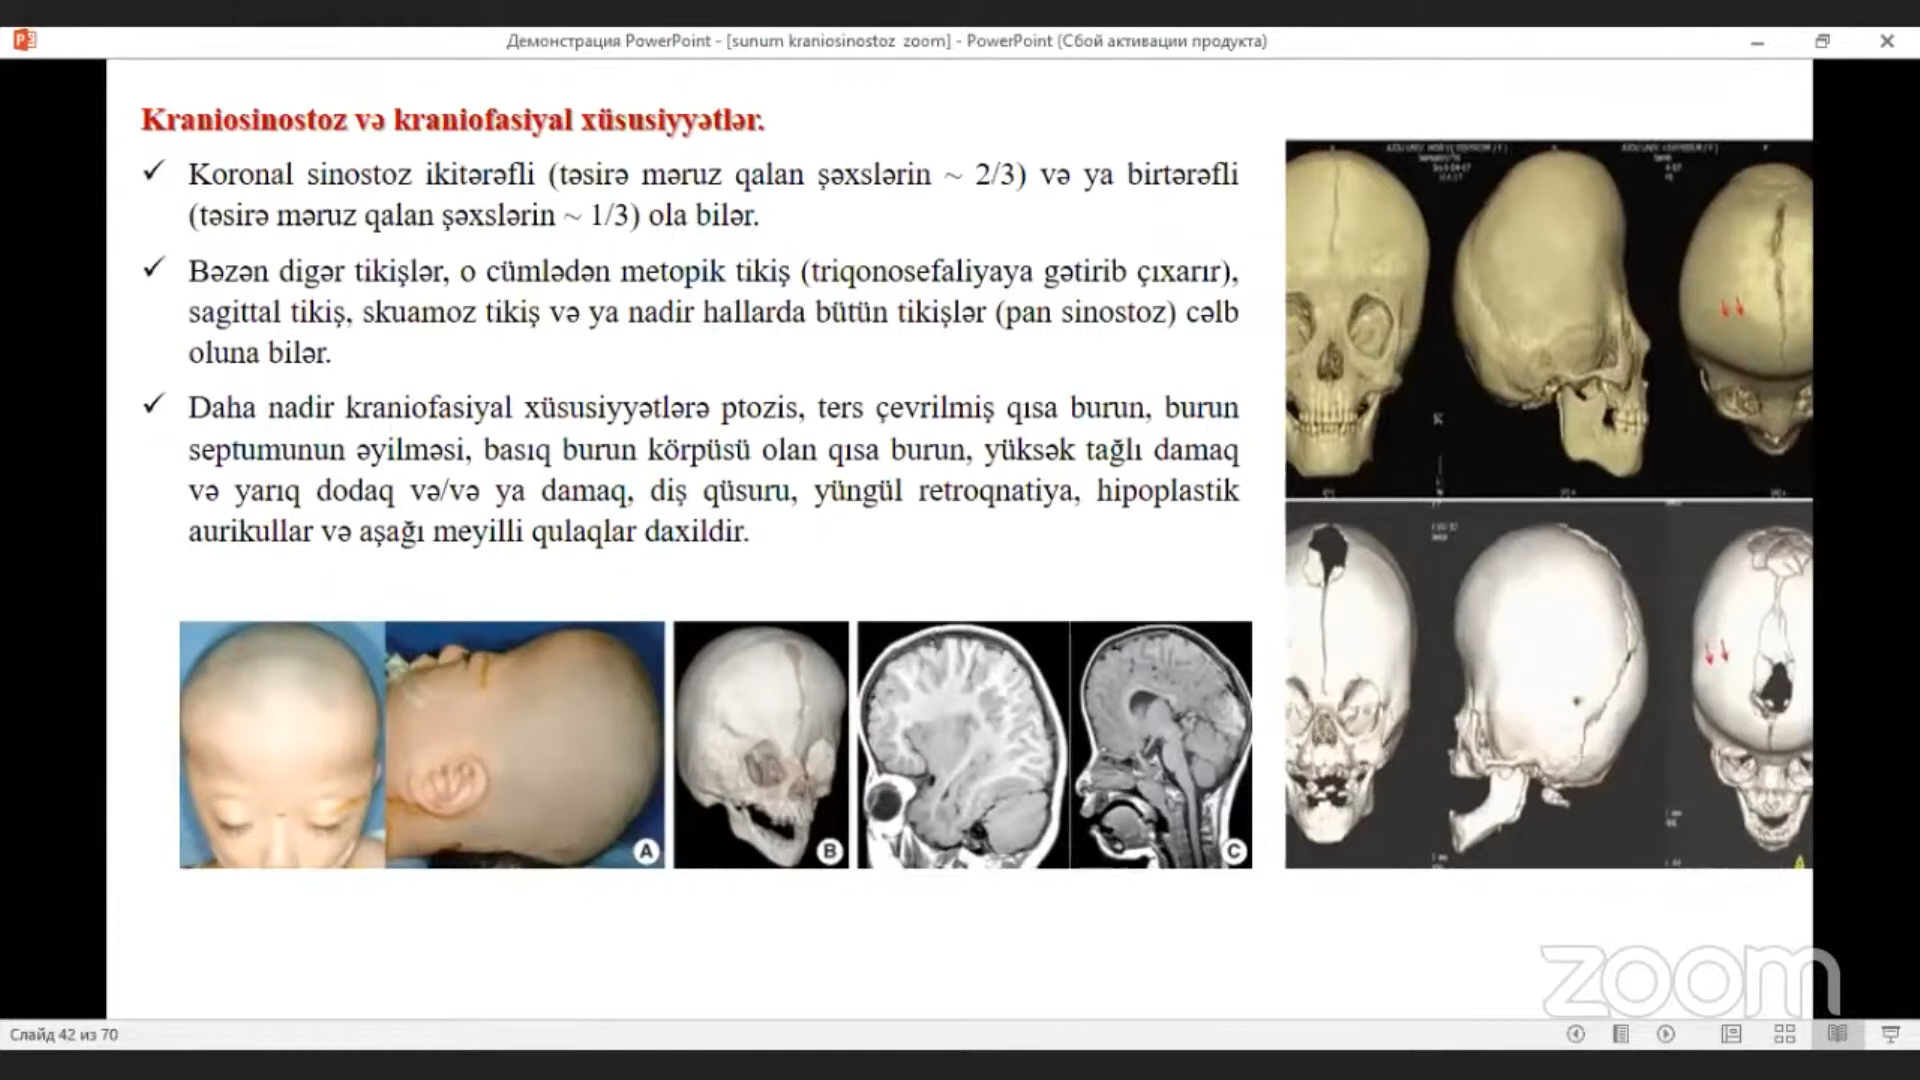 Демонстрация PowerPoint - [sunum kraniosinostoz zoom] - PowerPoint (Сбой активации продукта)
Kraniosinostoz və kraniofasiyal xüsusiyyətlər.
Koronal sinostoz ikitərəfli (təsirə məruz qalan şəxslərin ~ 2/3) və ya birtərəfli
(təsirə məruz qalan şəxslərin ~ 1/3) ola bilər.
Bəzən digər tikişlər, o cümlədən metopik tikiş (triqonosefaliyaya gətirib çıxarır),
sagittal tikiş, skuamoz tikiş və ya nadir hallarda bütün tikişlər (pan sinostoz) cəlb
oluna bilər.
Daha nadir kraniofasiyal xüsusiyyətlərə ptozis, ters çevrilmiş qısa burun, burun
septumunun əyilməsi, basıq burun körpüsü olan qısa burun, yüksək tağlı damaq
və yarıq dodaq və/və ya damaq, diş qüsuru, yüngül retroqnatiya, hipoplastik
aurikullar və aşağı meyilli qulaqlar daxildir.
A
B
C
zoom
Слайд 42 из 70